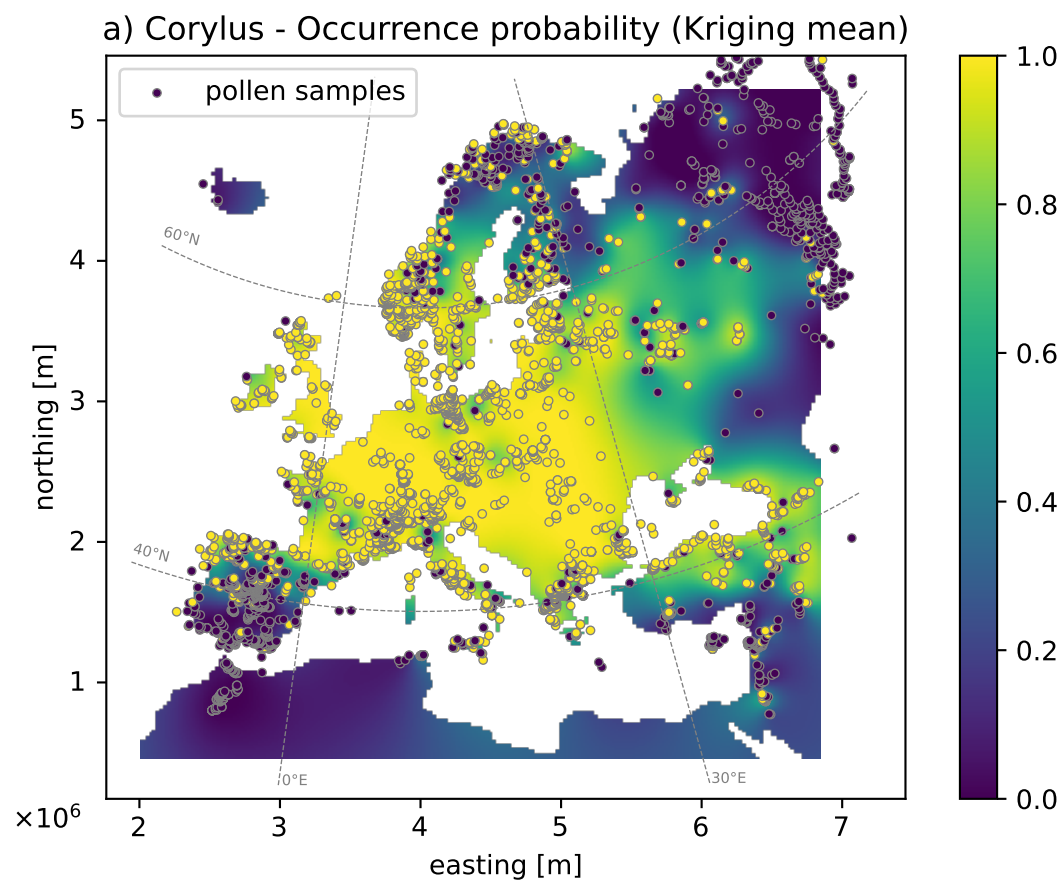 a) Corylus - Occurrence probability (Kriging mean)
pollen samples
60°N
40°N
0°E
30°E
5
4
3
2
1
northing [m]
×10⁶
2
3
4
5
6
7
easting [m]
1.0
0.8
0.6
0.4
0.2
0.0